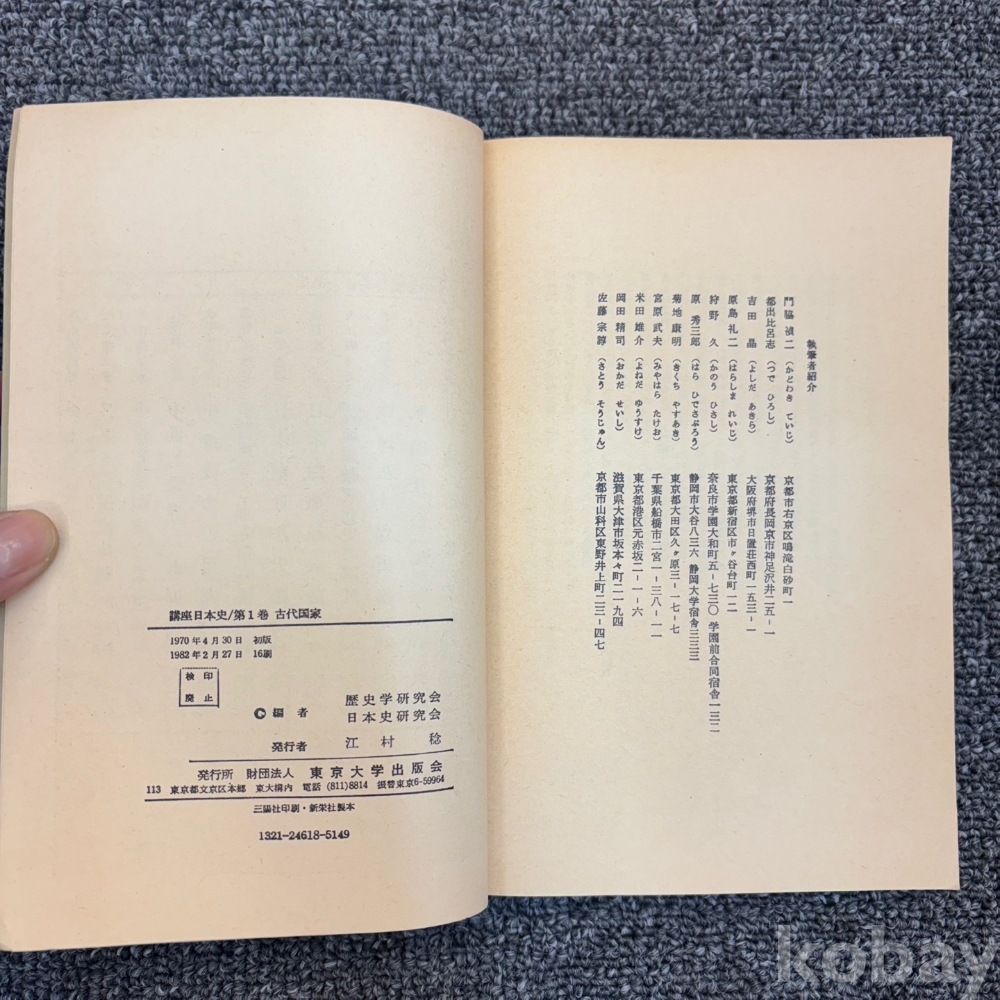 執筆者紹介
門脇禎二（かどわき ていじ） 京都市右京区鳴滝白砂町一
都出比呂志（つで ひろし） 京都府長岡京市神足沢井二五-一
吉田 晶（よしだ あきら） 大阪府堺市日置荘西町一五三-一
原島礼二（はらしま れいじ） 東京都新宿区市ヶ谷台町一二
狩野 久（かのう ひさし） 奈良市学園大和町五-七三〇 学園前合同宿舎一三二
原 秀三郎（はら ひでさぶろう） 静岡市大谷八三六 静岡大学宿舎三三三
菊地康明（きくち やすあき） 東京都大田区久ヶ原三-一七-七
宮原武夫（みやはら たけお） 千葉県船橋市二宮一-三八-一一
米田雄介（よねだ ゆうすけ） 東京都港区元赤坂二-一-六
岡田精司（おかだ せいし） 滋賀県大津市坂本々町二一九四
佐藤宗諄（さとう そうじゅん） 京都市山科区東野井上町二三-四七
講座日本史/第1巻 古代国家
1970年4月30日 初版
1982年2月27日 16刷
検印
廃止
©編者 歴史学研究会
日本史研究会
発行者 江村 稔
発行所 財団法人 東京大学出版会
113 東京都文京区本郷 東大構内 電話 (811)8814 振替東京6-59964
三陽社印刷・新栄社製本
1321-24618-5149
kobay